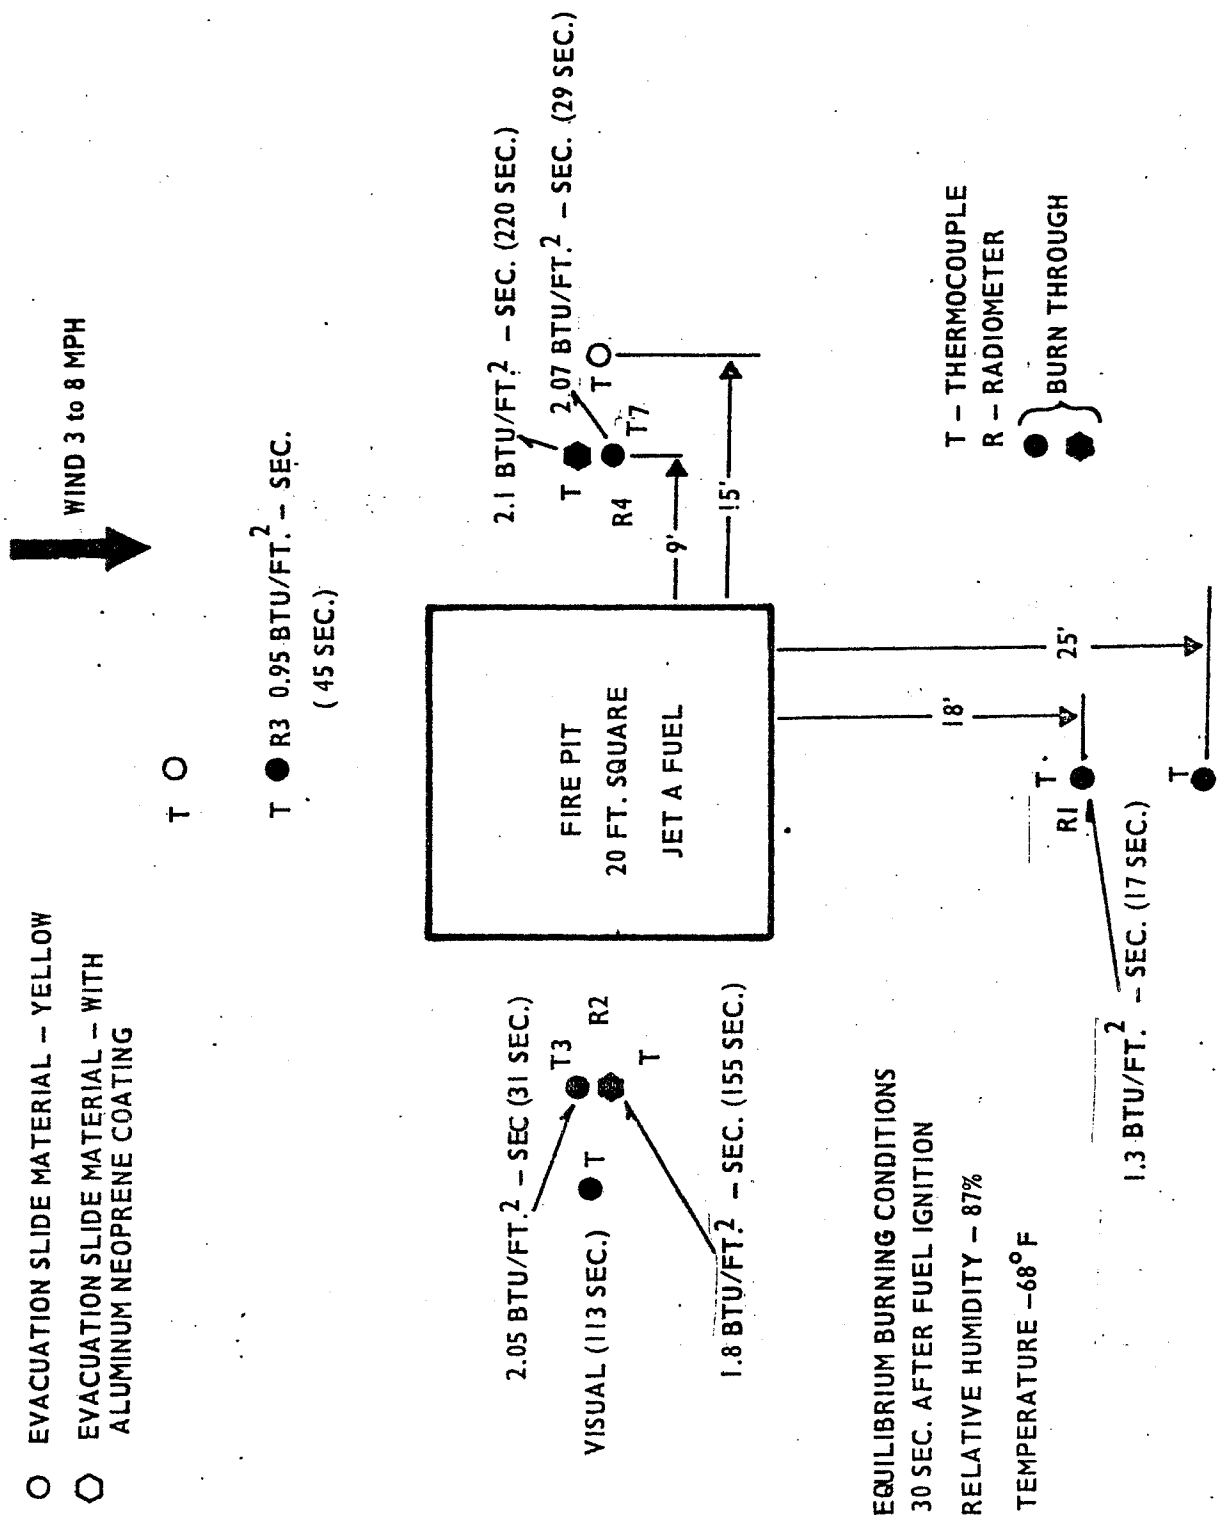 ○ EVACUATION SLIDE MATERIAL – YELLOW
⬡ EVACUATION SLIDE MATERIAL – WITH
ALUMINUM NEOPRENE COATING
WIND 3 to 8 MPH
T
T R3 0.95 BTU/FT.² – SEC.
(45 SEC.)
2.05 BTU/FT.² – SEC (31 SEC.)
T3
R2
VISUAL (113 SEC.)
T
T
1.8 BTU/FT.² – SEC. (155 SEC.)
FIRE PIT
20 FT. SQUARE
JET A FUEL
2.1 BTU/FT.² – SEC. (220 SEC.)
2.07 BTU/FT.² – SEC. (29 SEC.)
T
T
R4
T7
9'
15'
18'
25'
R1
T
T
1.3 BTU/FT.² – SEC. (17 SEC.)
EQUILIBRIUM BURNING CONDITIONS
30 SEC. AFTER FUEL IGNITION
RELATIVE HUMIDITY – 87%
TEMPERATURE –68°F
T – THERMOCOUPLE
R – RADIOMETER
BURN THROUGH